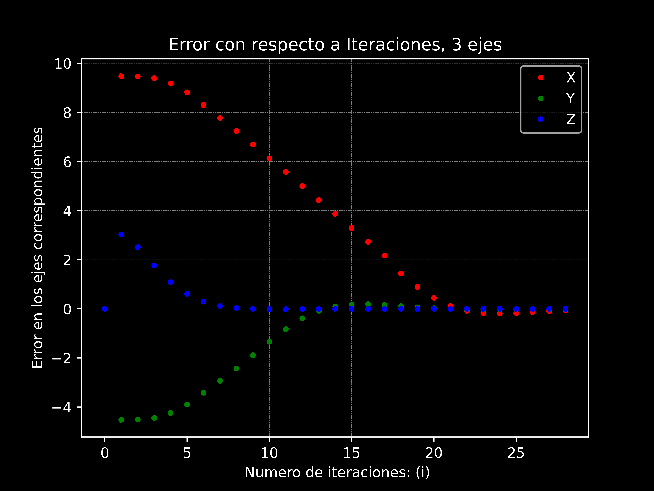 Error con respecto a Iteraciones, 3 ejes
X
Y
Z
Error en los ejes correspondientes
10
8
6
4
2
0
−2
−4
0 5 10 15 20 25
Numero de iteraciones: (i)